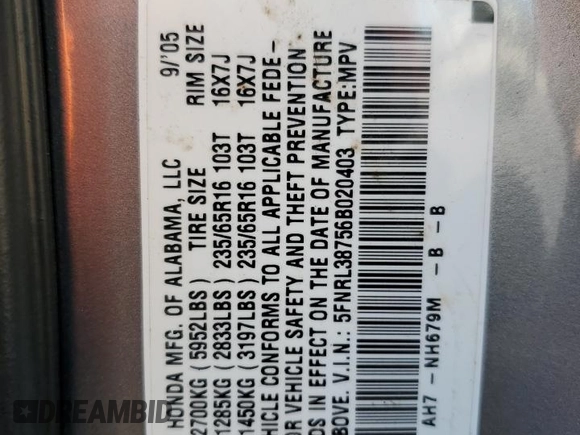 HONDA MFG. OF ALABAMA, LLC 9/'05
2700KG (5952LBS) TIRE SIZE RIM SIZE
1285KG (2833LBS) 235/65R16 103T 16X7J
1450KG (3197LBS) 235/65R16 103T 16X7J
HICLE CONFORMS TO ALL APPLICABLE FEDE-
OR VEHICLE SAFETY AND THEFT PREVENTION
DS IN EFFECT ON THE DATE OF MANUFACTURE
BOVE. V.I.N.: 5FNRL38756B020403 TYPE: MPV
AH7 - NH679M - B - B
DREAMBID